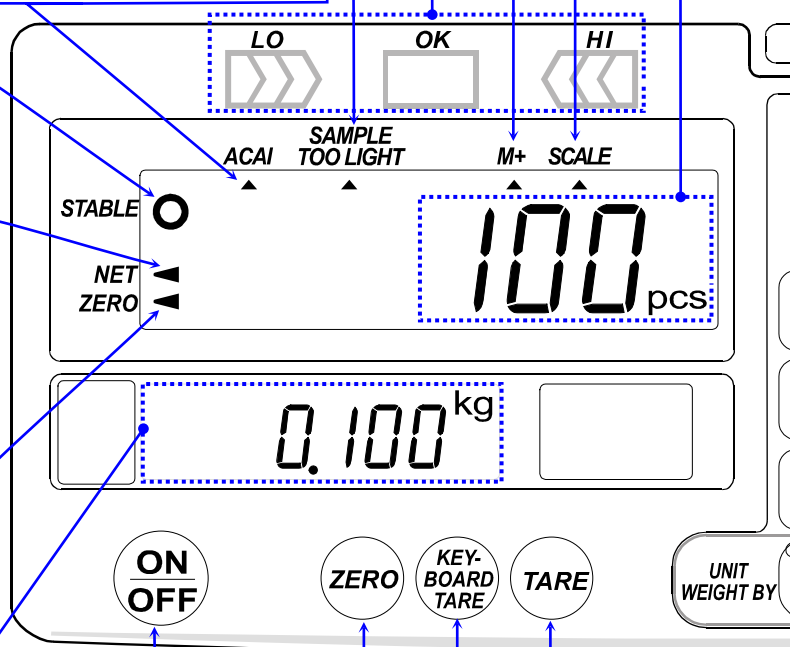 LO OK HI
SAMPLE
ACAI TOO LIGHT M+ SCALE
STABLE
NET
ZERO
100 pcs
0.100 kg
ON
OFF
ZERO
KEY-
BOARD
TARE
TARE
UNIT
WEIGHT BY